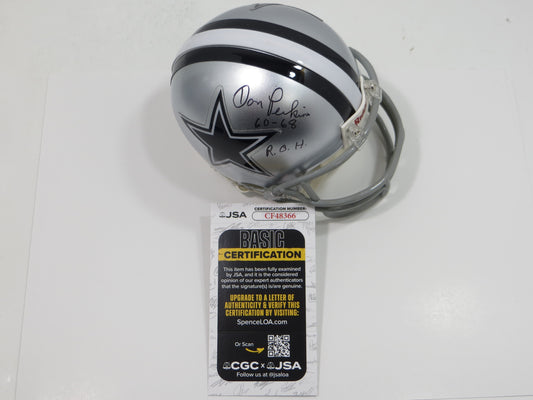 Don Perkins
60-68
R.O.H.
JSA
CERTIFICATION NUMBER:
CF48366
BASIC
CERTIFICATION
This item has been fully examined
by JSA, and it is the considered
opinion of our expert authenticators
that the signature(s) is/are genuine.
UPGRADE TO A LETTER OF
AUTHENTICITY & VERIFY THIS
CERTIFICATION BY VISITING:
SpenceLOA.com
Or Scan
CGC x JSA
Follow us at @jsaloa